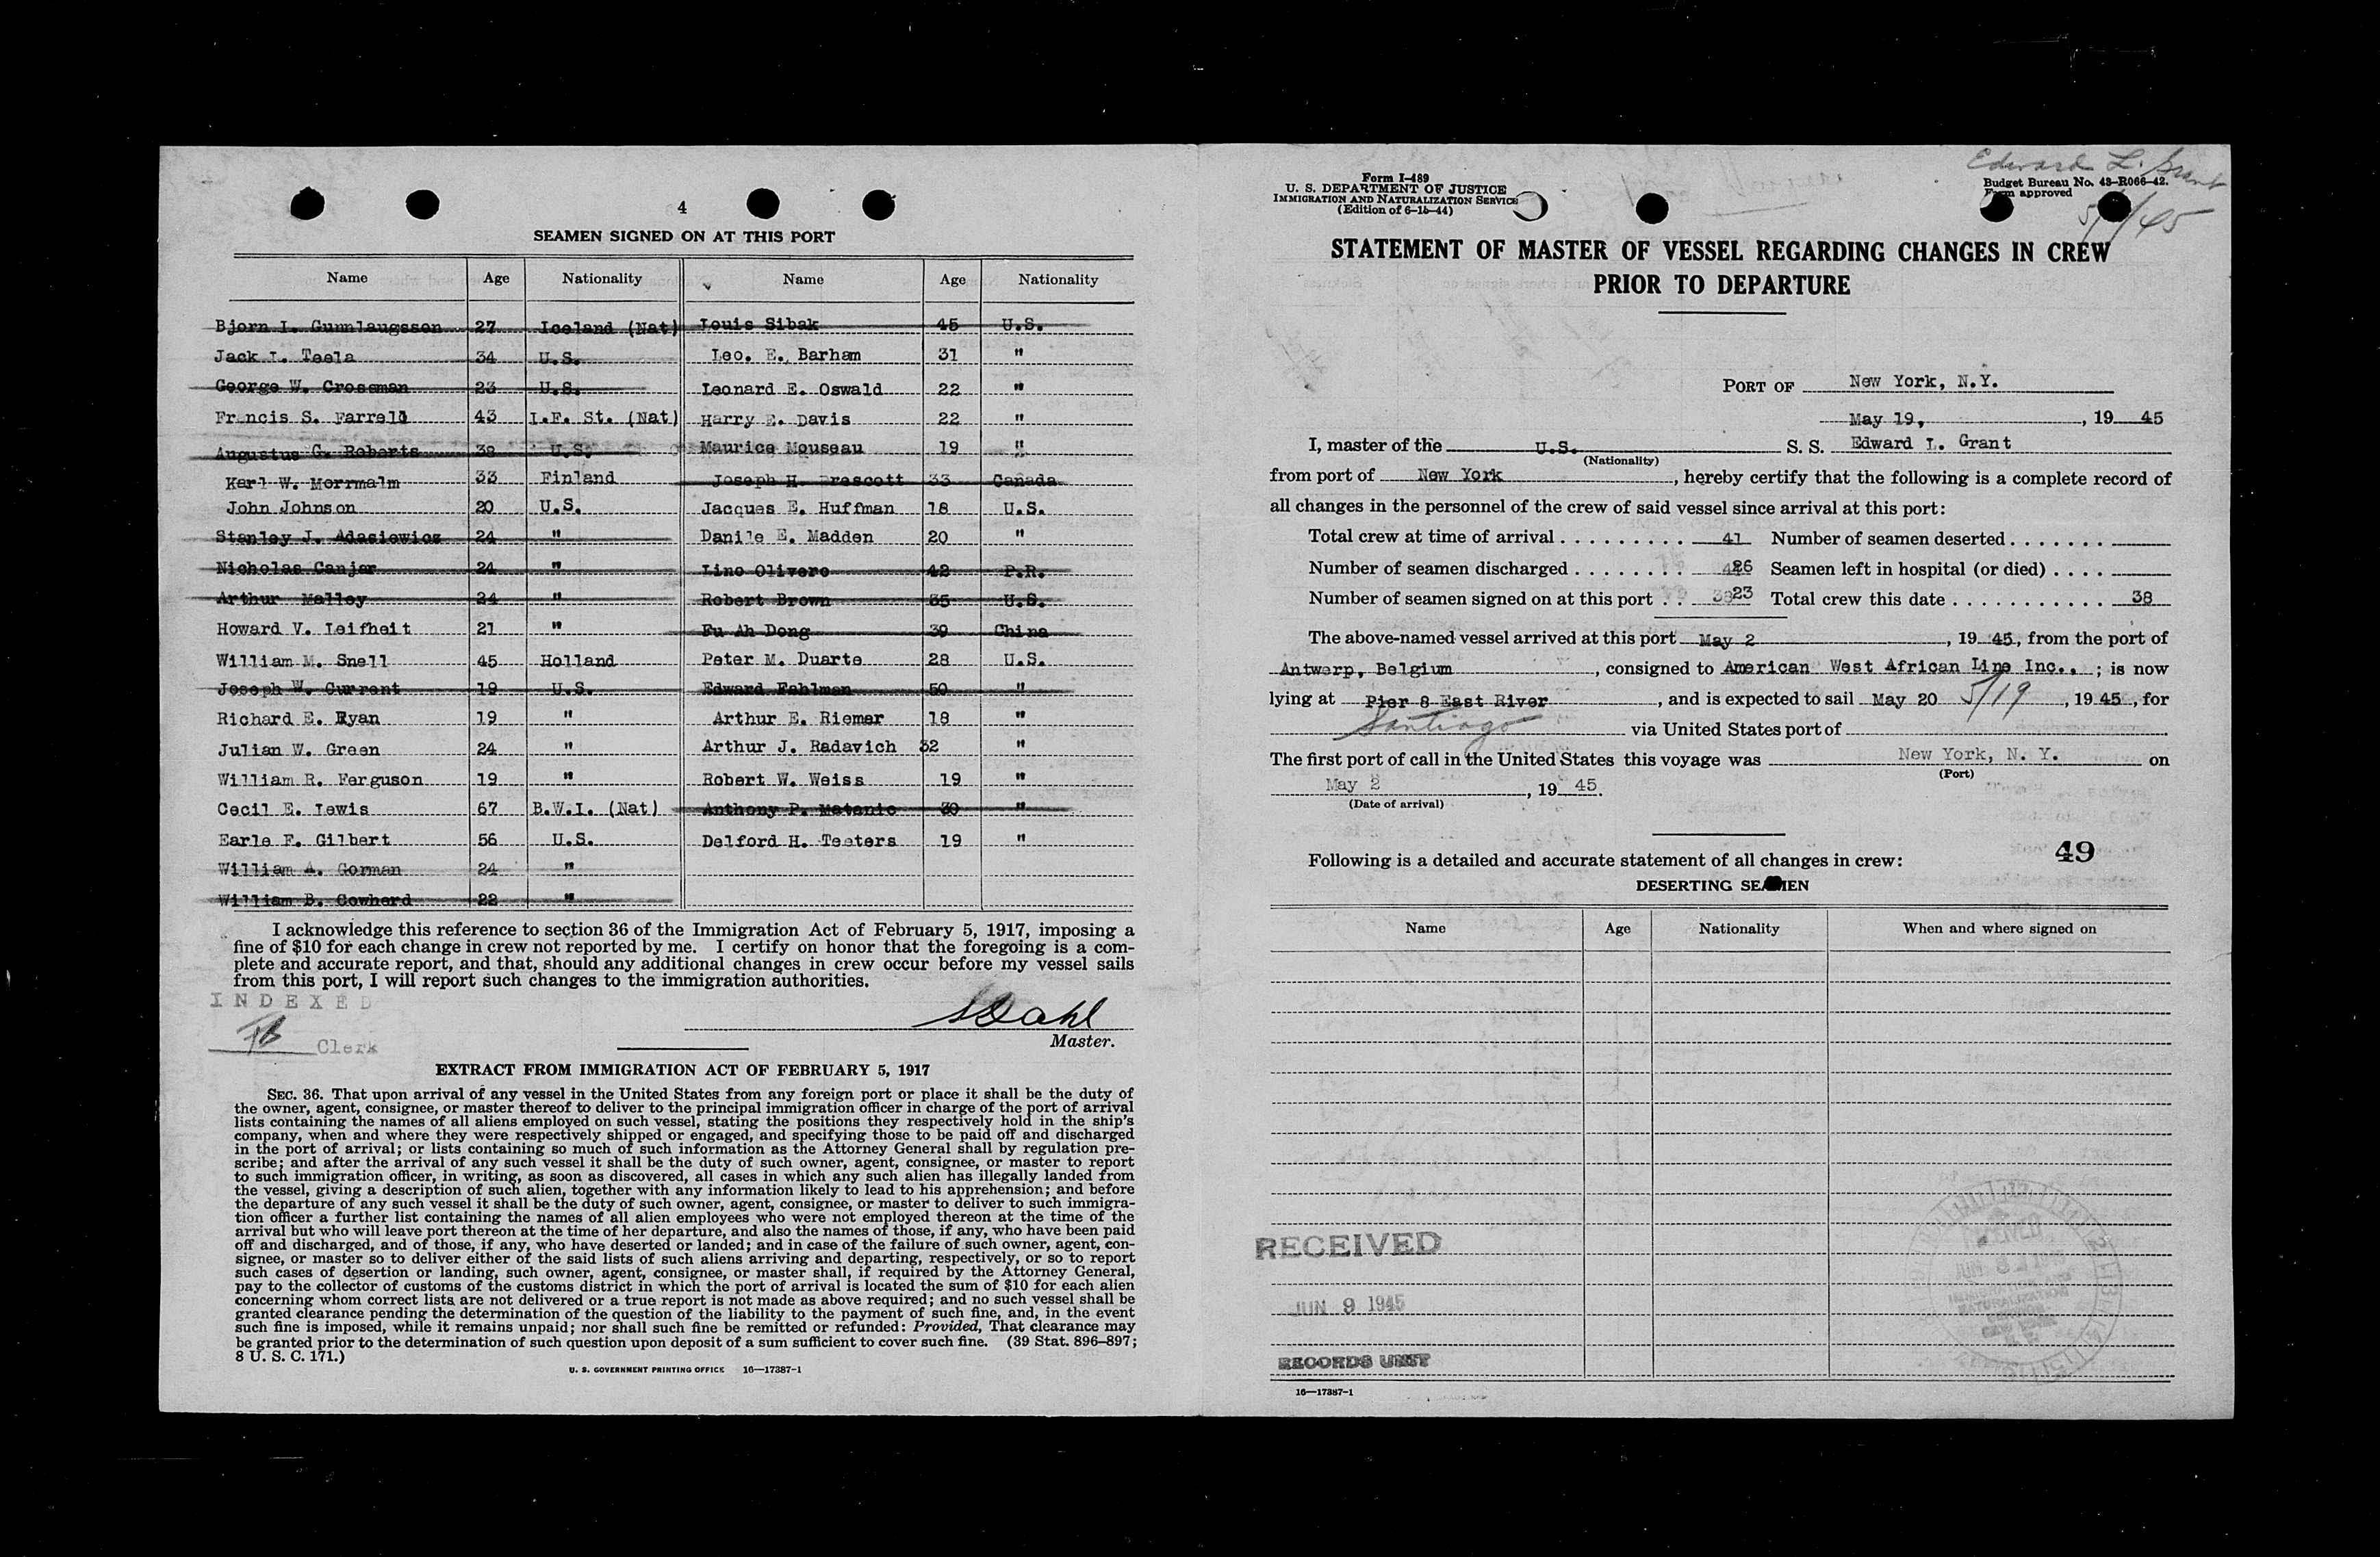 4
SEAMEN SIGNED ON AT THIS PORT
Name Age Nationality Name Age Nationality
Bjorn I. Gunnlaugsson 27 Iceland (Nat) Louis Sibak 45 U.S.
Jack L. Teela 34 U.S. Leo. E. Barham 31 "
George W. Crossman 23 U.S. Leonard E. Oswald 22 "
Francis S. Farrell 43 I.F. St. (Nat) Harry E. Davis 22 "
Augustus G. Roberts 38 U.S. Maurice Mouseau 19 "
Karl W. Morrmalm 33 Finland Joseph H. Prescott 33 Canada
John Johnson 20 U.S. Jacques E. Huffman 18 U.S.
Stanley J. Adasiewicz 24 " Danile E. Madden 20 "
Nicholas Canjar 24 " Lino Olivero 42 P.R.
Arthur Malley 24 " Robert Brown 35 U.S.
Howard V. Leifheit 21 " Fu Ah Dong 39 China
William M. Snell 45 Holland Peter M. Duarte 28 U.S.
Joseph W. Current 19 U.S. Edward Fahlman 50 "
Richard E. Ryan 19 " Arthur E. Riemer 18 "
Julian W. Green 24 " Arthur J. Radavich 32 "
William R. Ferguson 19 " Robert W. Weiss 19 "
Cecil E. Lewis 67 B.W.I. (Nat) Anthony P. Matanic 30 "
Earle F. Gilbert 56 U.S. Delford H. Teeters 19 "
William A. Gorman 24 "
William B. Cowherd 22 "
I acknowledge this reference to section 36 of the Immigration Act of February 5, 1917, imposing a
fine of $10 for each change in crew not reported by me. I certify on honor that the foregoing is a com-
plete and accurate report, and that, should any additional changes in crew occur before my vessel sails
from this port, I will report such changes to the immigration authorities.
INDEXED
Clerk
Dahl
Master.
EXTRACT FROM IMMIGRATION ACT OF FEBRUARY 5, 1917
SEC. 36. That upon arrival of any vessel in the United States from any foreign port or place it shall be the duty of
the owner, agent, consignee, or master thereof to deliver to the principal immigration officer in charge of the port of arrival
lists containing the names of all aliens employed on such vessel, stating the positions they respectively hold in the ship's
company, when and where they were respectively shipped or engaged, and specifying those to be paid off and discharged
in the port of arrival; or lists containing so much of such information as the Attorney General shall by regulation pre-
scribe; and after the arrival of any such vessel it shall be the duty of such owner, agent, consignee, or master to report
to such immigration officer, in writing, as soon as discovered, all cases in which any such alien has illegally landed from
the vessel, giving a description of such alien, together with any information likely to lead to his apprehension; and before
the departure of any such vessel it shall be the duty of such owner, agent, consignee, or master to deliver to such immigra-
tion officer a further list containing the names of all alien employees who were not employed thereon at the time of the
arrival but who will leave port thereon at the time of her departure, and also the names of those, if any, who have been paid
off and discharged, and of those, if any, who have deserted or landed; and in case of the failure of such owner, agent, con-
signee, or master so to deliver either of the said lists of such aliens arriving and departing, respectively, or so to report
such cases of desertion or landing, such owner, agent, consignee, or master shall, if required by the Attorney General,
pay to the collector of customs of the customs district in which the port of arrival is located the sum of $10 for each alien
concerning whom correct lists are not delivered or a true report is not made as above required; and no such vessel shall be
granted clearance pending the determination of the question of the liability to the payment of such fine, and, in the event
such fine is imposed, while it remains unpaid; nor shall such fine be remitted or refunded: Provided, That clearance may
be granted prior to the determination of such question upon deposit of a sum sufficient to cover such fine. (39 Stat. 896–897;
8 U. S. C. 171.)
U. S. GOVERNMENT PRINTING OFFICE 16—17387-1
Form I-489
U. S. DEPARTMENT OF JUSTICE
IMMIGRATION AND NATURALIZATION SERVICE
(Edition of 6-15-44)
Edward L. Grant
Budget Bureau No. 43-R066-42.
Form approved
STATEMENT OF MASTER OF VESSEL REGARDING CHANGES IN CREW
PRIOR TO DEPARTURE
PORT OF New York, N.Y.
May 19, , 19 45
I, master of the U.S. S. S. Edward L. Grant
(Nationality)
from port of New York , hereby certify that the following is a complete record of
all changes in the personnel of the crew of said vessel since arrival at this port:
Total crew at time of arrival 41 Number of seamen deserted
Number of seamen discharged 26 Seamen left in hospital (or died)
Number of seamen signed on at this port 23 Total crew this date 38
The above-named vessel arrived at this port May 2 , 19 45, from the port of
Antwerp, Belgium , consigned to American West African Line Inc.. ; is now
lying at Pier 8 East River , and is expected to sail May 20 5/19 , 19 45, for
Santiago via United States port of
The first port of call in the United States this voyage was New York, N. Y. on
(Port)
May 2 , 19 45.
(Date of arrival)
Following is a detailed and accurate statement of all changes in crew: 49
DESERTING SEAMEN
Name Age Nationality When and where signed on
RECEIVED
JUN 9 1945
RECORDS UNIT
16—17387-1